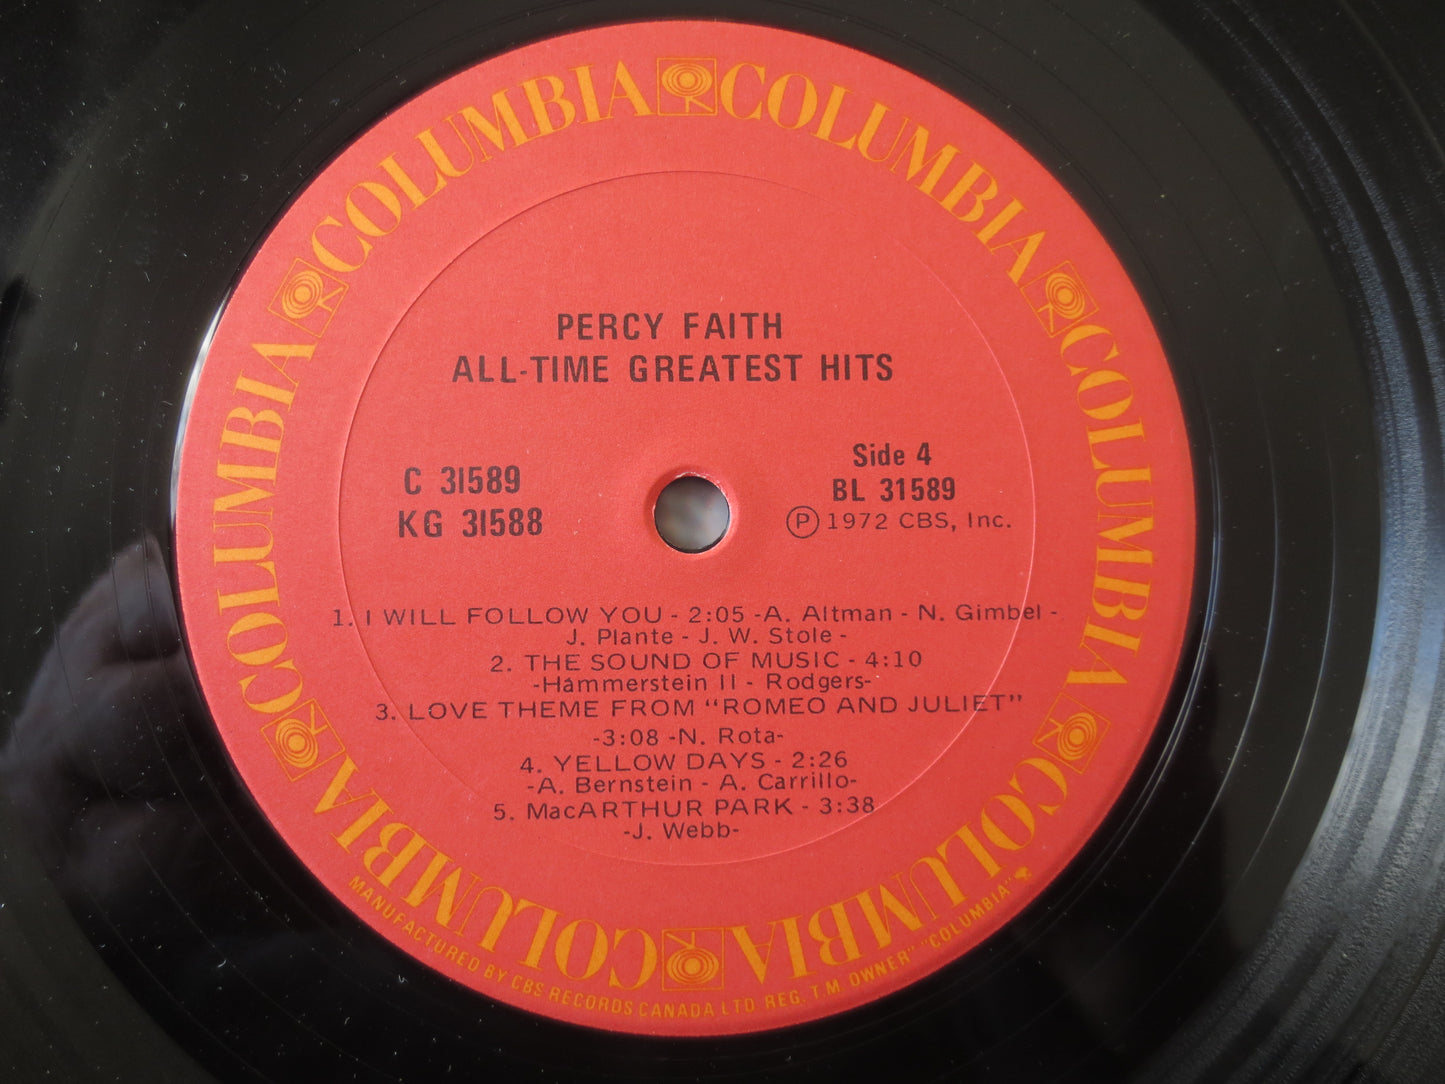 COLUMBIA COLUMBIA COLUMBIA COLUMBIA COLUMBIA COLUMBIA COLUMBIA
PERCY FAITH
ALL-TIME GREATEST HITS
C 31589
KG 31588
Side 4
BL 31589
Ⓟ 1972 CBS, Inc.
1. I WILL FOLLOW YOU - 2:05 -A. Altman - N. Gimbel -
J. Plante - J. W. Stole -
2. THE SOUND OF MUSIC - 4:10
-Hammerstein II - Rodgers-
3. LOVE THEME FROM "ROMEO AND JULIET"
-3:08 -N. Rota-
4. YELLOW DAYS - 2:26
-A. Bernstein - A. Carrillo-
5. MacARTHUR PARK - 3:38
-J. Webb-
MANUFACTURED BY CBS RECORDS CANADA LTD REG. T.M. OWNER" "COLUMBIA"